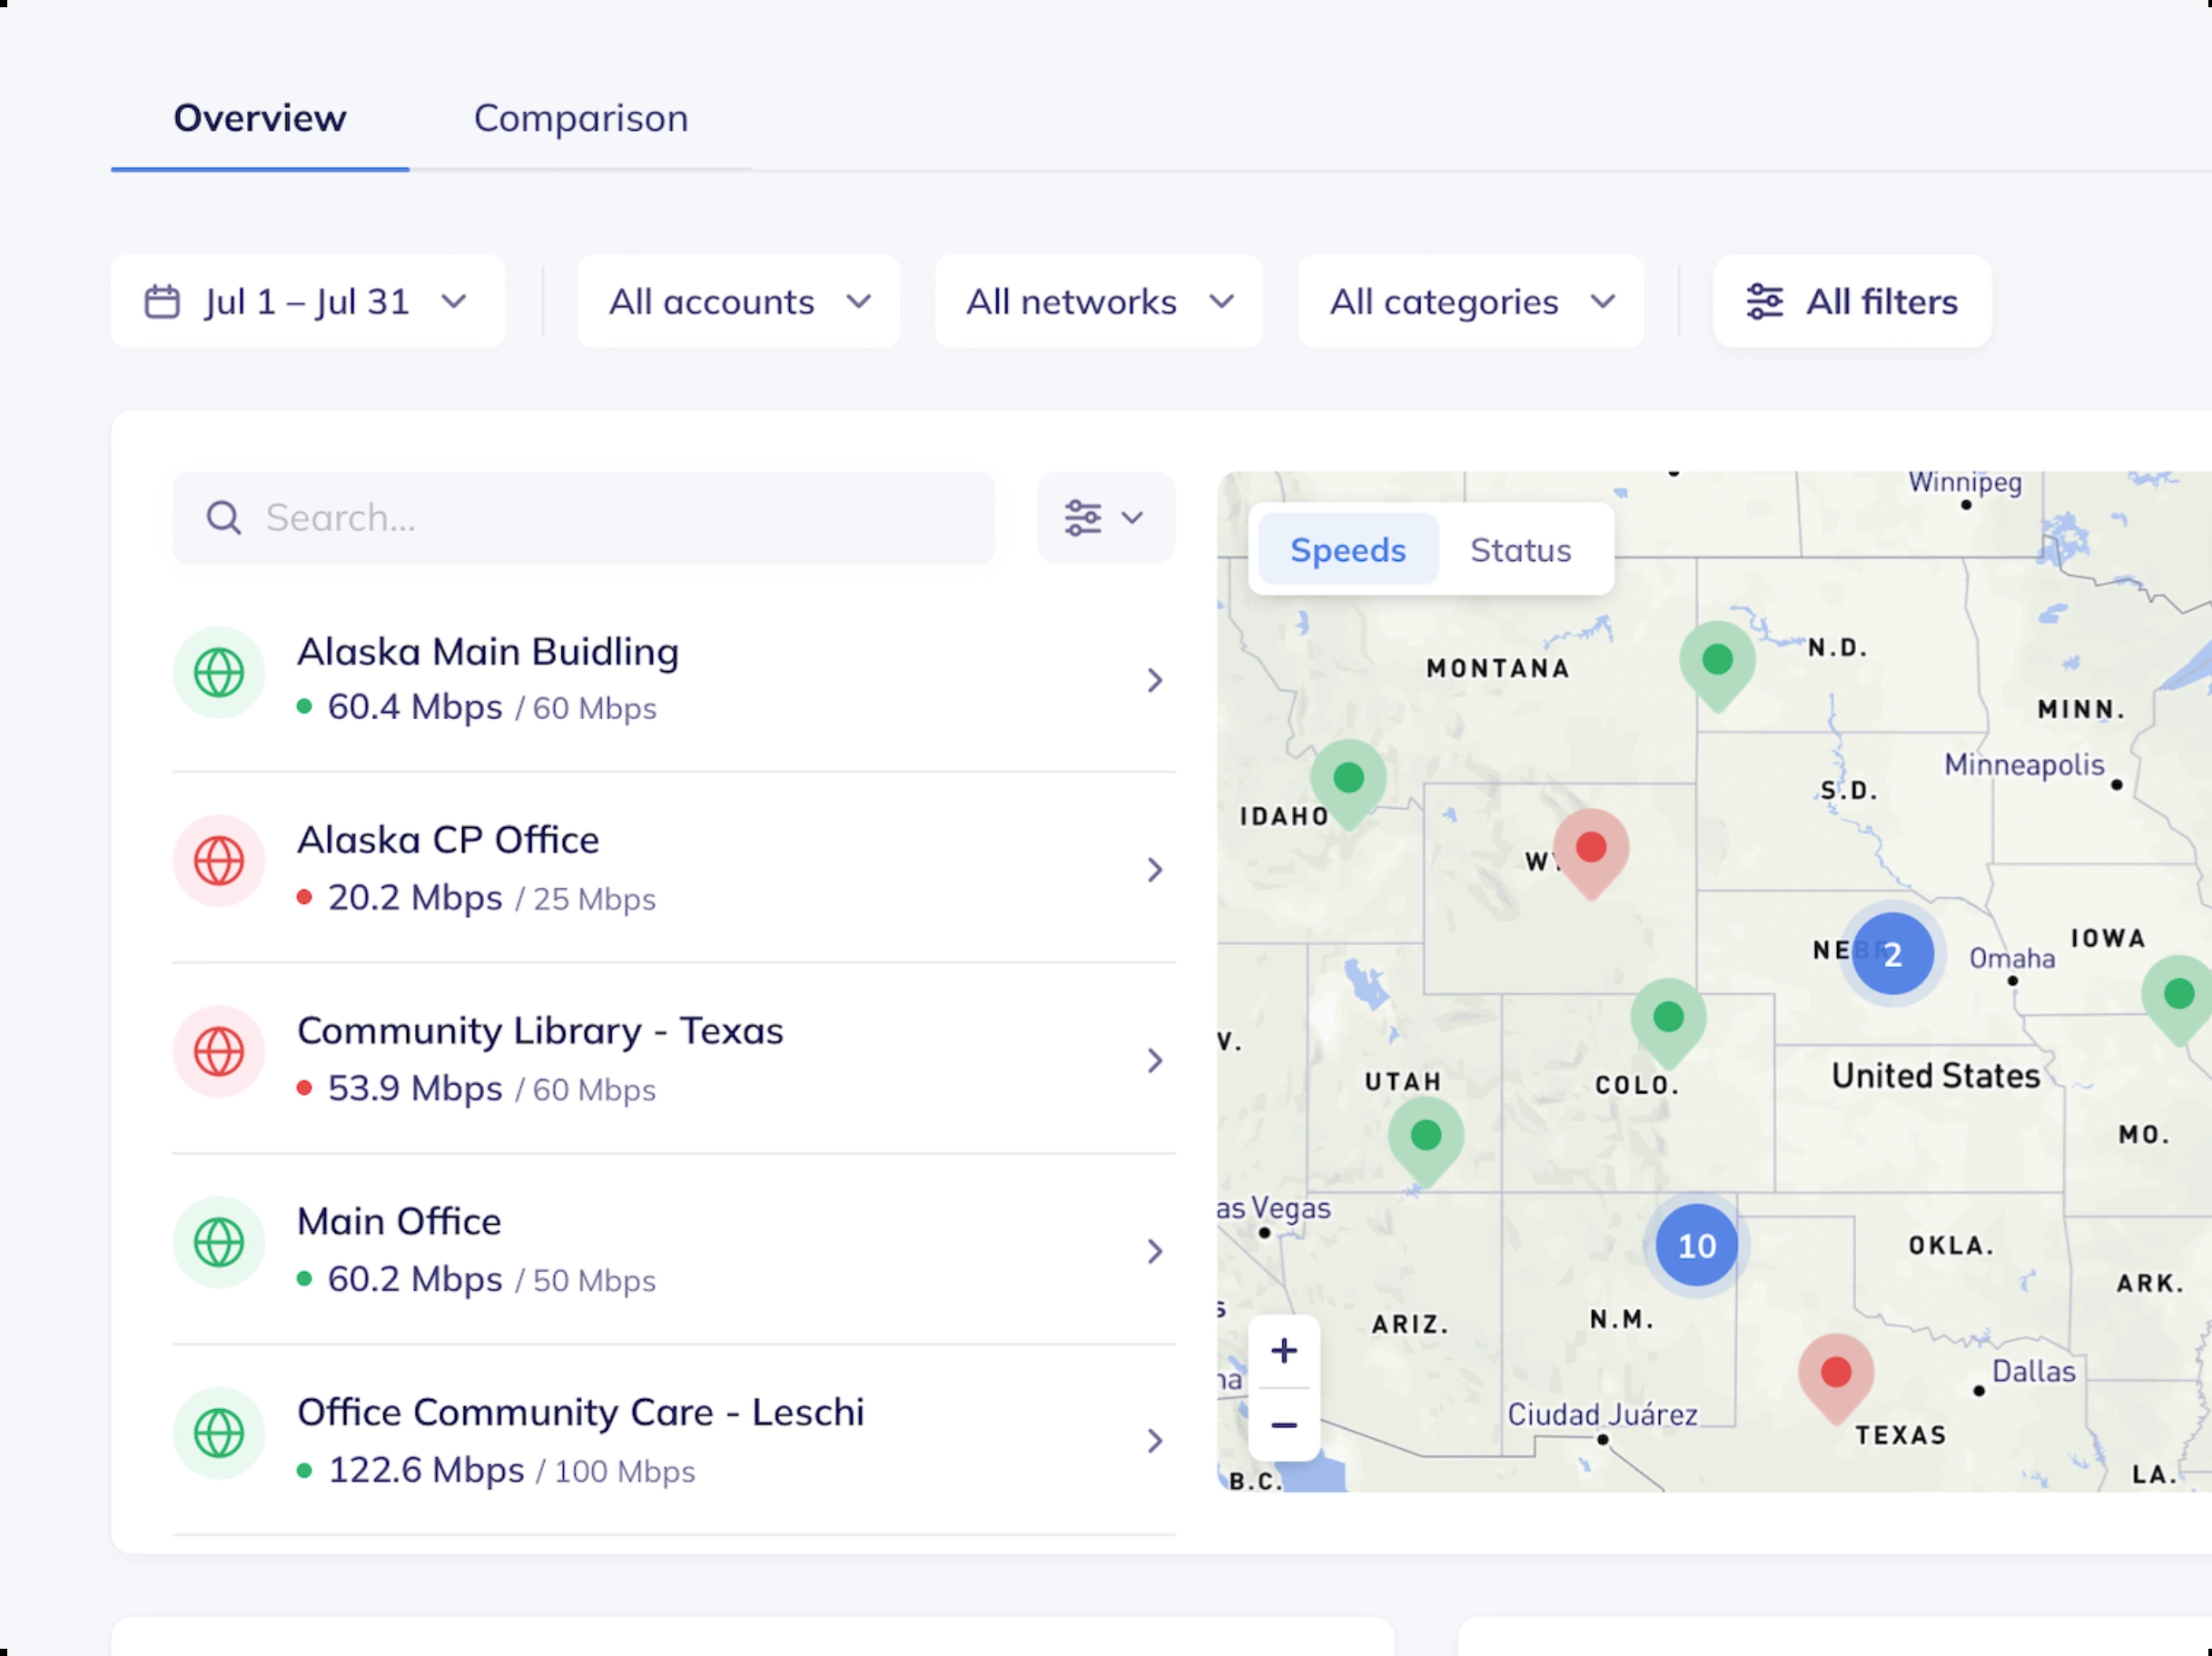 Overview
Comparison
Jul 1 – Jul 31
All accounts
All networks
All categories
All filters
Search...
Alaska Main Buidling
60.4 Mbps / 60 Mbps
Alaska CP Office
20.2 Mbps / 25 Mbps
Community Library - Texas
53.9 Mbps / 60 Mbps
Main Office
60.2 Mbps / 50 Mbps
Office Community Care - Leschi
122.6 Mbps / 100 Mbps
Speeds
Status
Winnipeg
MONTANA
N.D.
MINN.
Minneapolis
S.D.
IDAHO
NEBR
2
Omaha
IOWA
V.
UTAH
COLO.
United States
MO.
as Vegas
10
OKLA.
ARK.
ARIZ.
N.M.
+
−
Dallas
Ciudad Juárez
TEXAS
LA.
B.C.